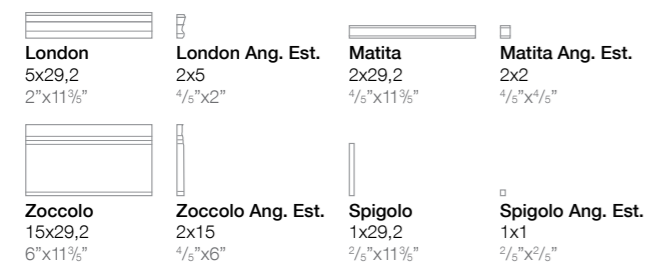 London
5x29,2
2"x11⅗"
London Ang. Est.
2x5
⁴/₅"x2"
Matita
2x29,2
⁴/₅"x11⅗"
Matita Ang. Est.
2x2
⁴/₅"x⁴/₅"
Zoccolo
15x29,2
6"x11⅗"
Zoccolo Ang. Est.
2x15
⁴/₅"x6"
Spigolo
1x29,2
²/₅"x11⅗"
Spigolo Ang. Est.
1x1
²/₅"x²/₅"